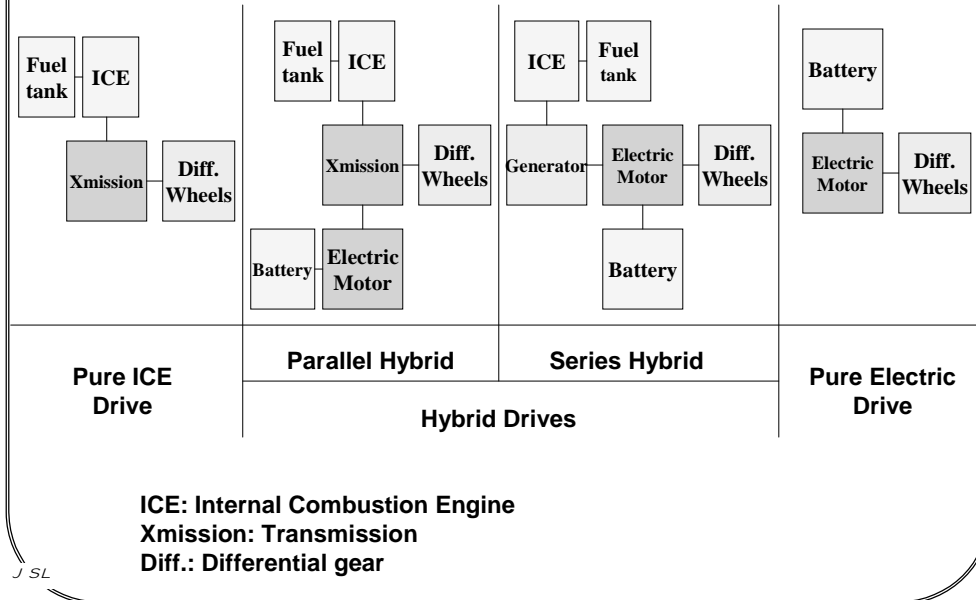 Fuel
tank
ICE
Xmission
Diff.
Wheels
Pure ICE
Drive
Fuel
tank
ICE
Xmission
Diff.
Wheels
Battery
Electric
Motor
Parallel Hybrid
ICE
Fuel
tank
Generator
Electric
Motor
Diff.
Wheels
Battery
Series Hybrid
Hybrid Drives
Battery
Electric
Motor
Diff.
Wheels
Pure Electric
Drive
ICE: Internal Combustion Engine
Xmission: Transmission
Diff.: Differential gear
J SL